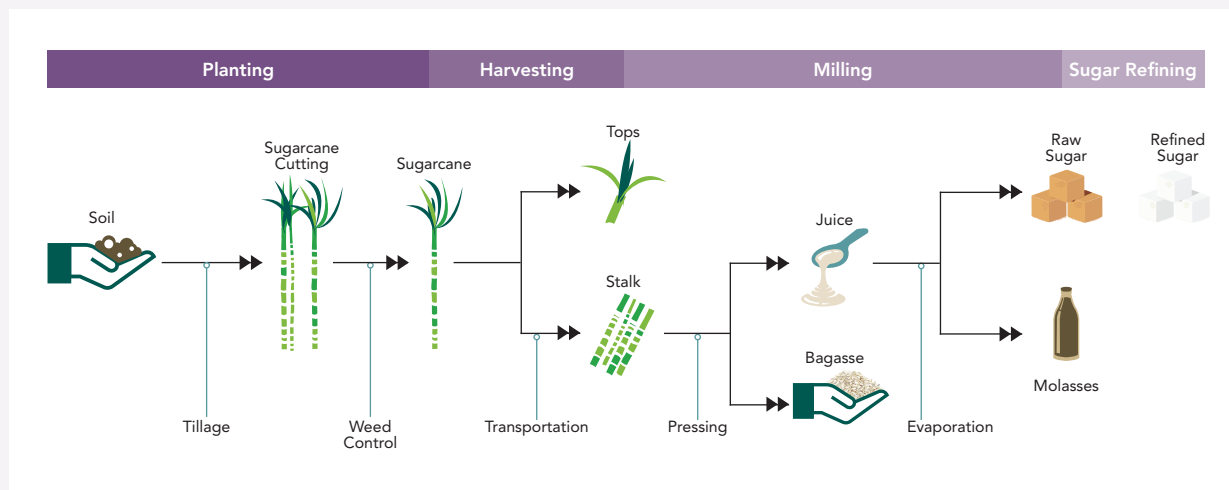 Planting
Harvesting
Milling
Sugar Refining
Soil
Sugarcane
Cutting
Sugarcane
Tops
Stalk
Juice
Bagasse
Raw
Sugar
Refined
Sugar
Molasses
Tillage
Weed
Control
Transportation
Pressing
Evaporation